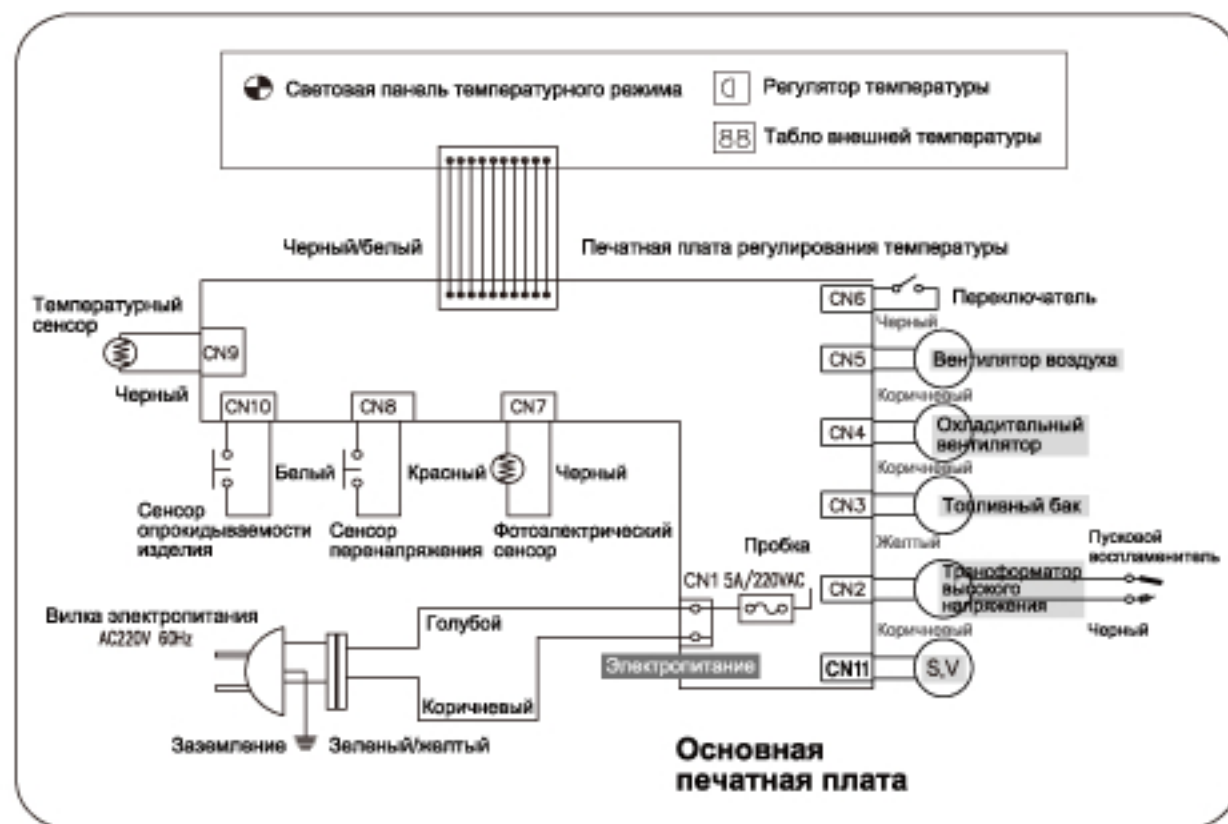 Световая панель температурного режима
Регулятор температуры
88 Табло внешней температуры
Черный/белый
Печатная плата регулирования температуры
Температурный
сенсор
CN9
Черный
CN10
CN8
CN7
Белый
Красный
Черный
Сенсор
опрокидываемости
изделия
Сенсор
перенапряжения
Фотоэлектрический
сенсор
CN6
Переключатель
Черный
CN5
Вентилятор воздуха
Коричневый
CN4
Охладительный
вентилятор
Коричневый
CN3
Топливный бак
Желтый
Пусковой
воспламенитель
Пробка
CN1 5A/220VAC
CN2
Трансформатор
высокого
напряжения
Коричневый
Черный
CN11
S,V
Вилка электропитания
AC220V 60Hz
Голубой
Электропитание
Коричневый
Заземление
Зеленый/желтый
Основная
печатная плата